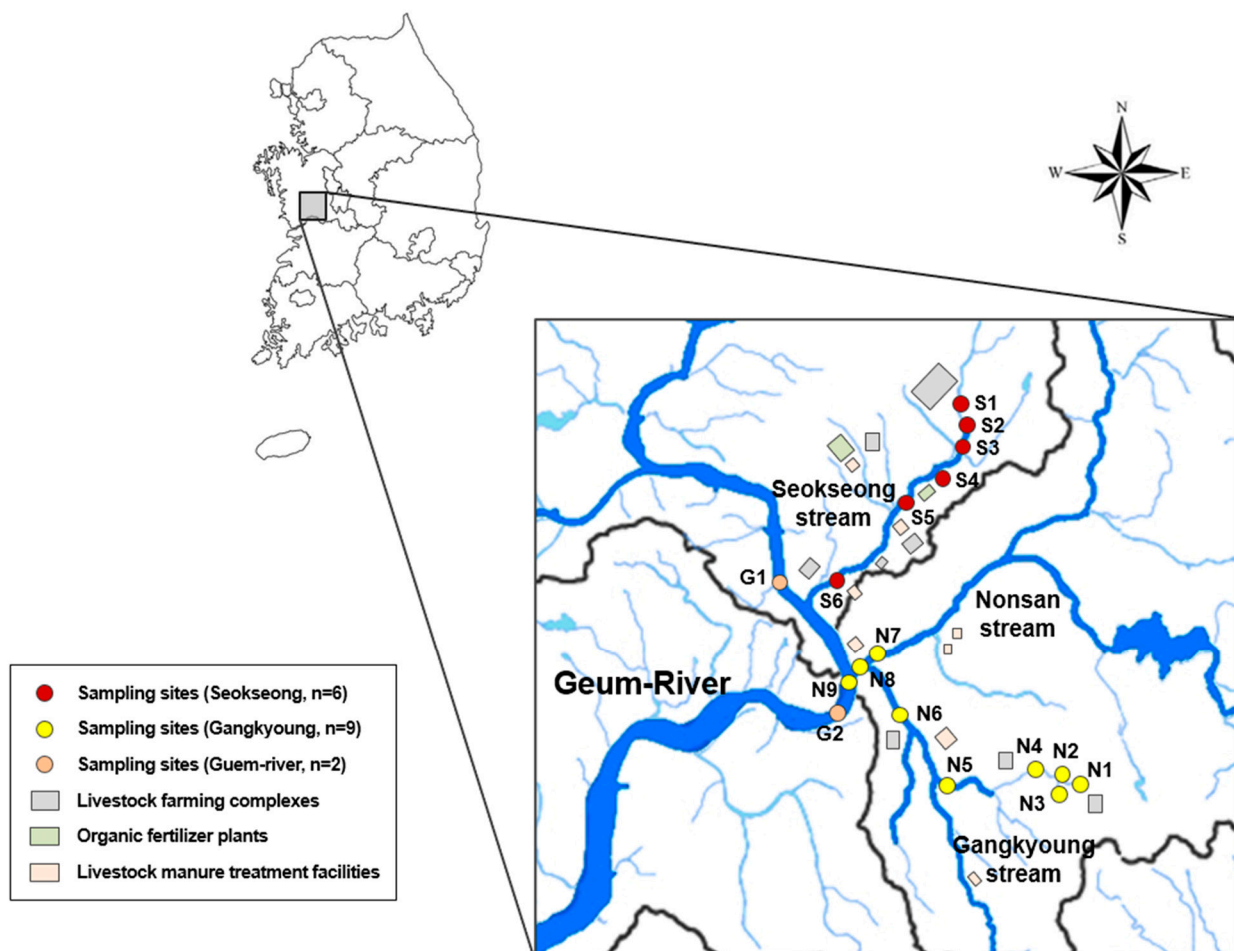 N
W
E
S
S1
S2
S3
S4
Seokseong
stream
S5
G1
S6
Nonsan
stream
N7
Geum-River
N9
N8
G2
N6
N4
N2
N1
N5
N3
Gangkyoung
stream
Sampling sites (Seokseong, n=6)
Sampling sites (Gangkyoung, n=9)
Sampling sites (Guem-river, n=2)
Livestock farming complexes
Organic fertilizer plants
Livestock manure treatment facilities